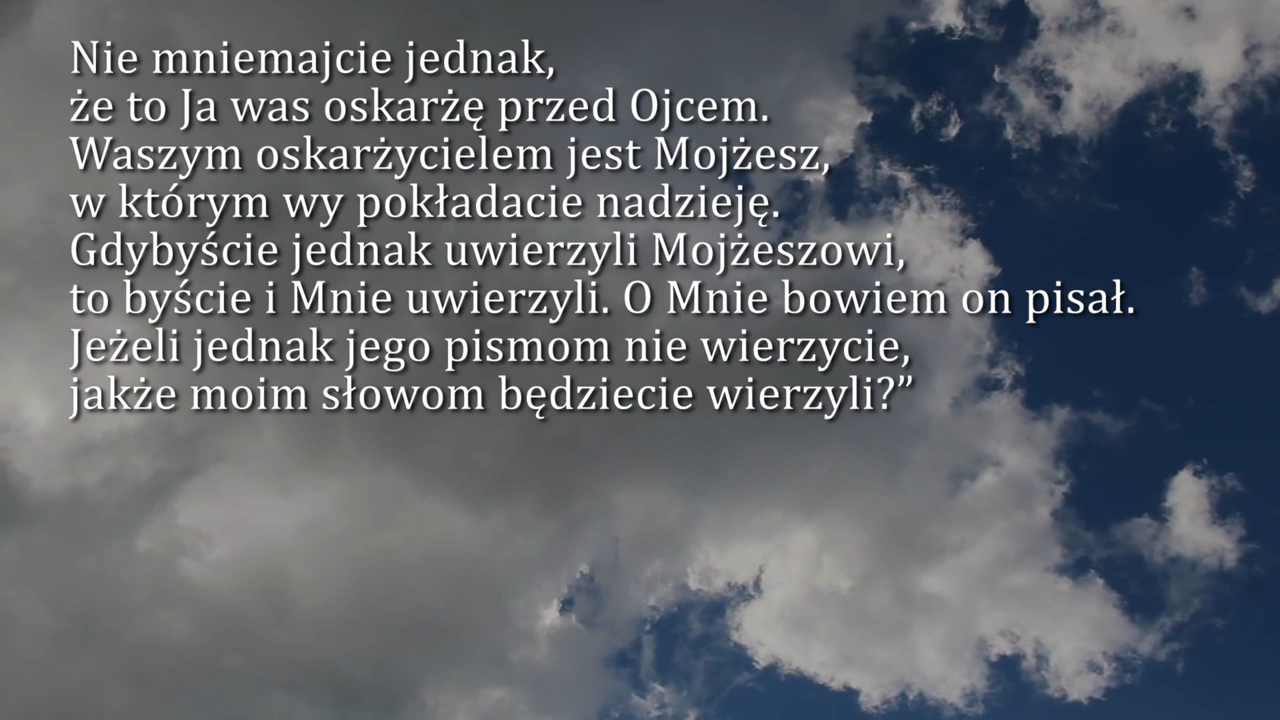 Nie mniemajcie jednak,
że to Ja was oskarżę przed Ojcem.
Waszym oskarżycielem jest Mojżesz,
w którym wy pokładacie nadzieję.
Gdybyście jednak uwierzyli Mojżeszowi,
to byście i Mnie uwierzyli. O Mnie bowiem on pisał.
Jeżeli jednak jego pismom nie wierzycie,
jakże moim słowom będziecie wierzyli?”